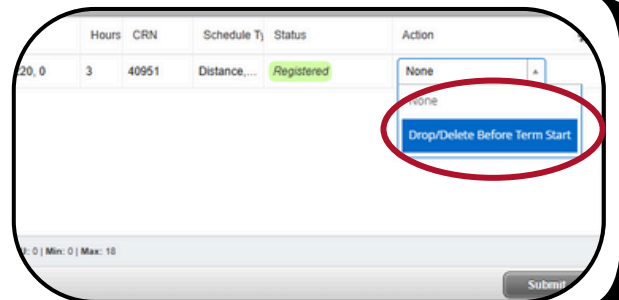 Hours CRN Schedule Ty Status Action
220, 0 3 40951 Distance,... Registered None
None
Drop/Delete Before Term Start
: 0 | Min: 0 | Max: 18
Submit